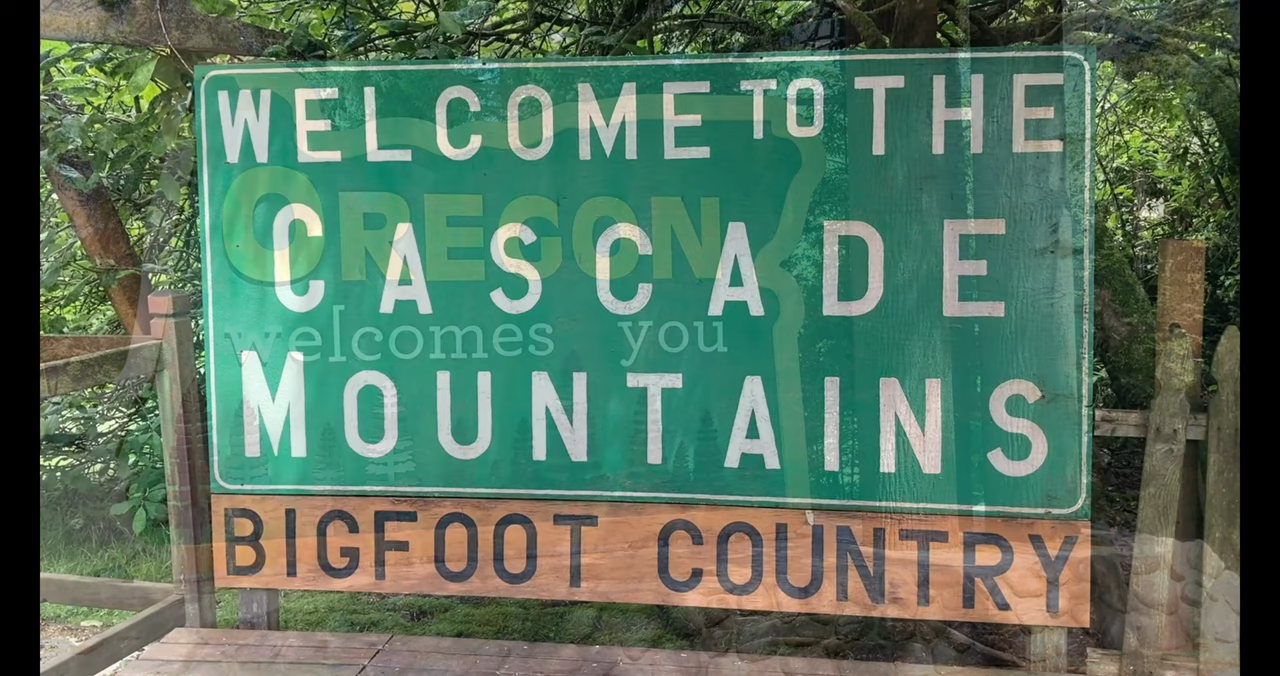 WELCOME TO THE
OREGON
CASCADE
welcomes you
MOUNTAINS
BIGFOOT COUNTRY